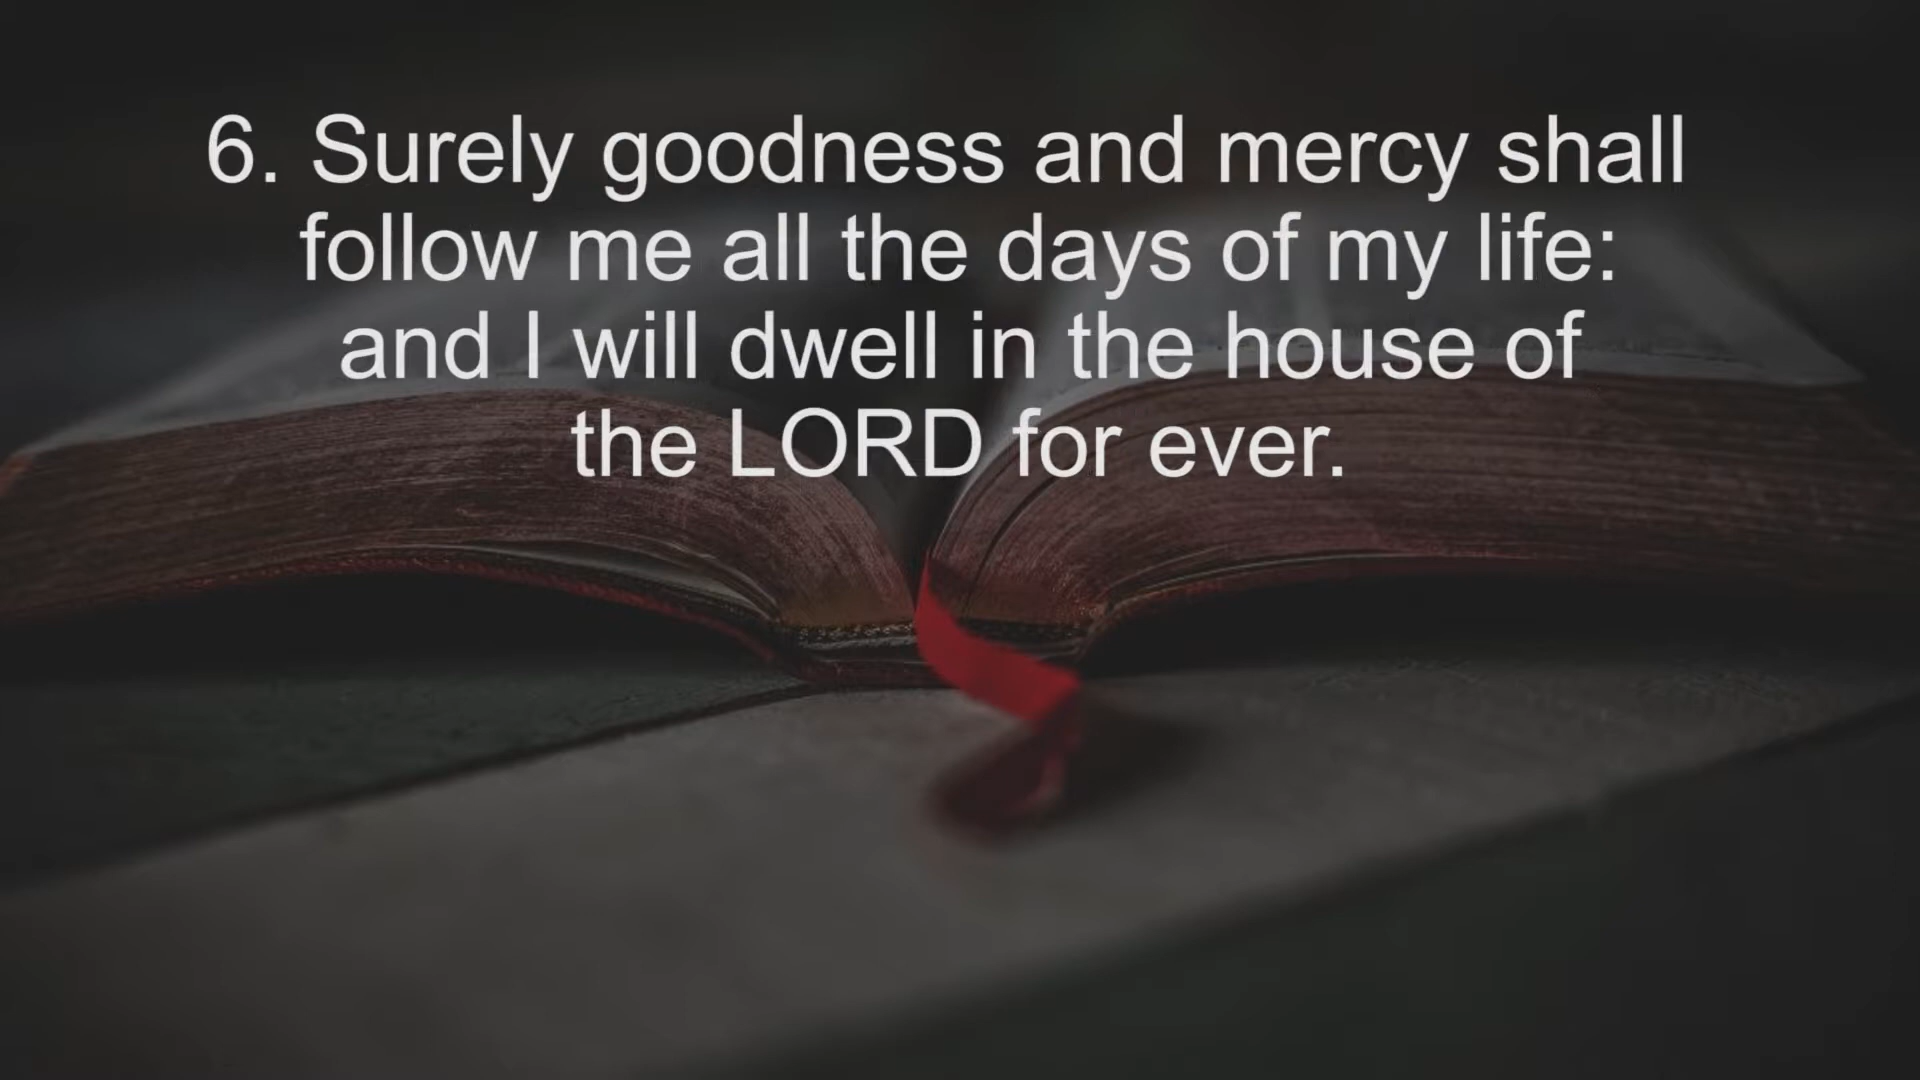 6. Surely goodness and mercy shall
follow me all the days of my life:
and I will dwell in the house of
the LORD for ever.